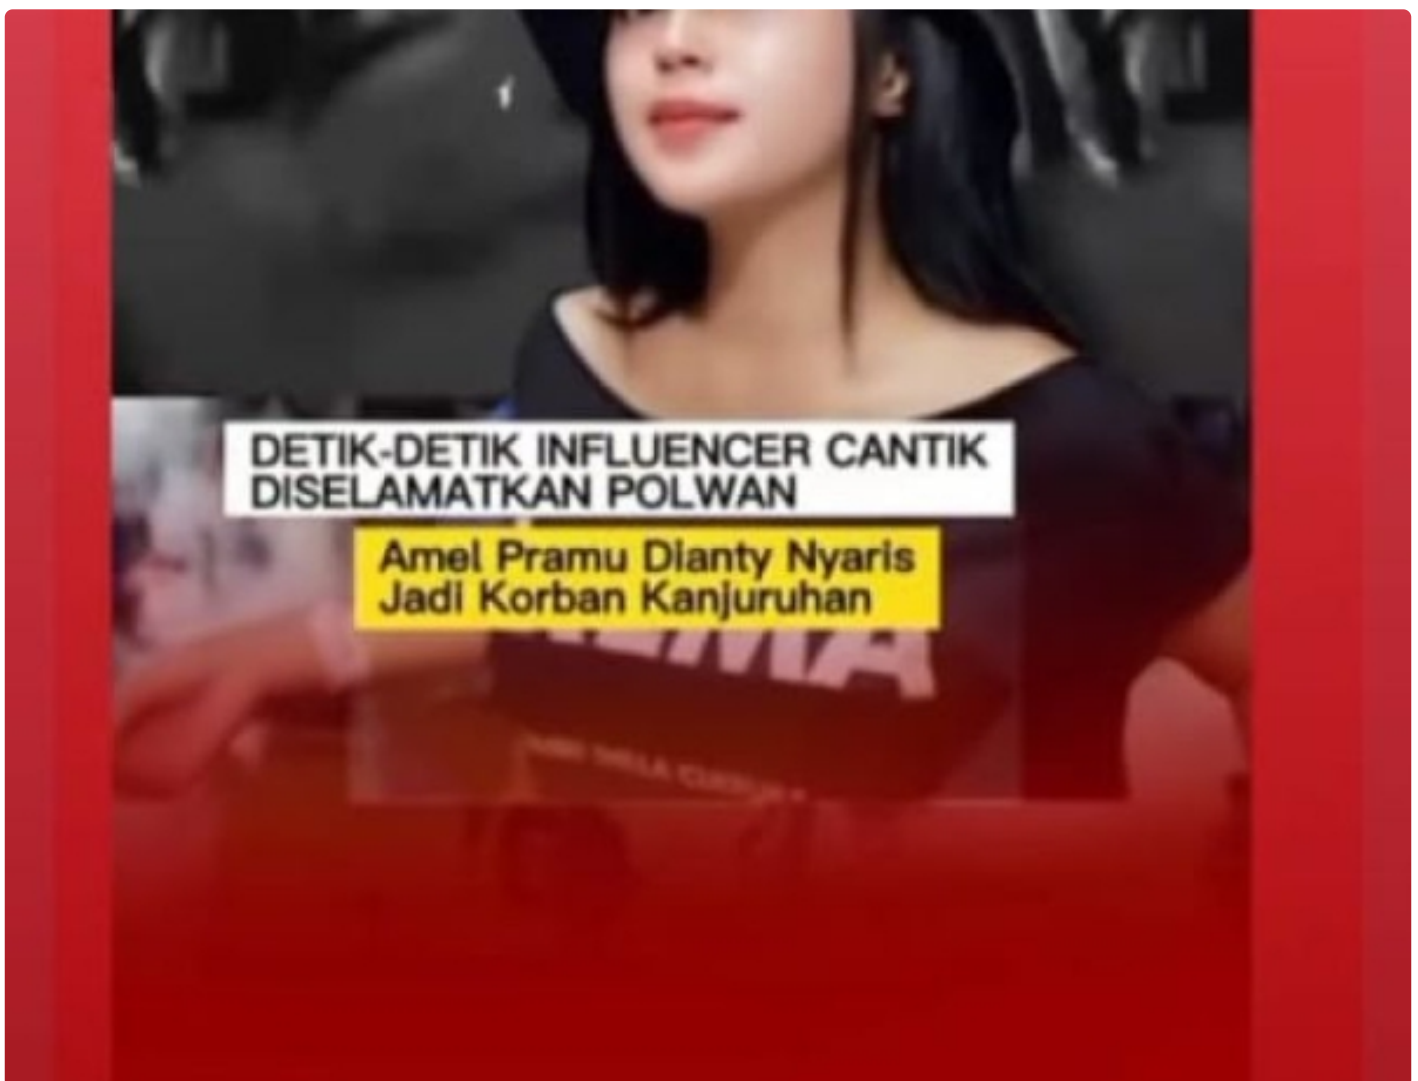 DETIK-DETIK INFLUENCER CANTIK
DISELAMATKAN POLWAN
Amel Pramu Dianty Nyaris
Jadi Korban Kanjuruhan